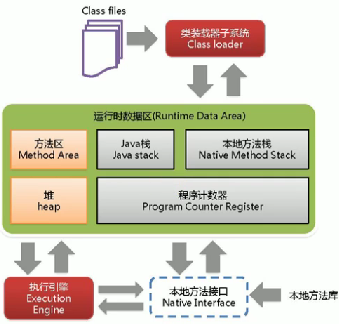 Class files
类装载器子系统
Class loader
运行时数据区(Runtime Data Area)
方法区
Method Area
Java栈
Java stack
本地方法栈
Native Method Stack
堆
heap
程序计数器
Program Counter Register
执行引擎
Execution
Engine
本地方法接口
Native Interface
本地方法库